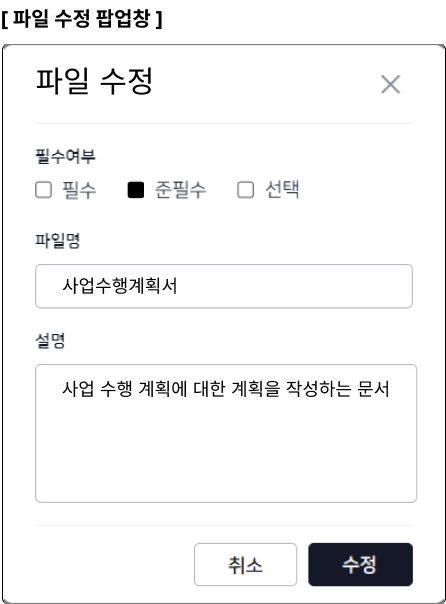 [ 파일 수정 팝업창 ]
파일 수정
필수여부
필수 준필수 선택
파일명
사업수행계획서
설명
사업 수행 계획에 대한 계획을 작성하는 문서
취소 수정